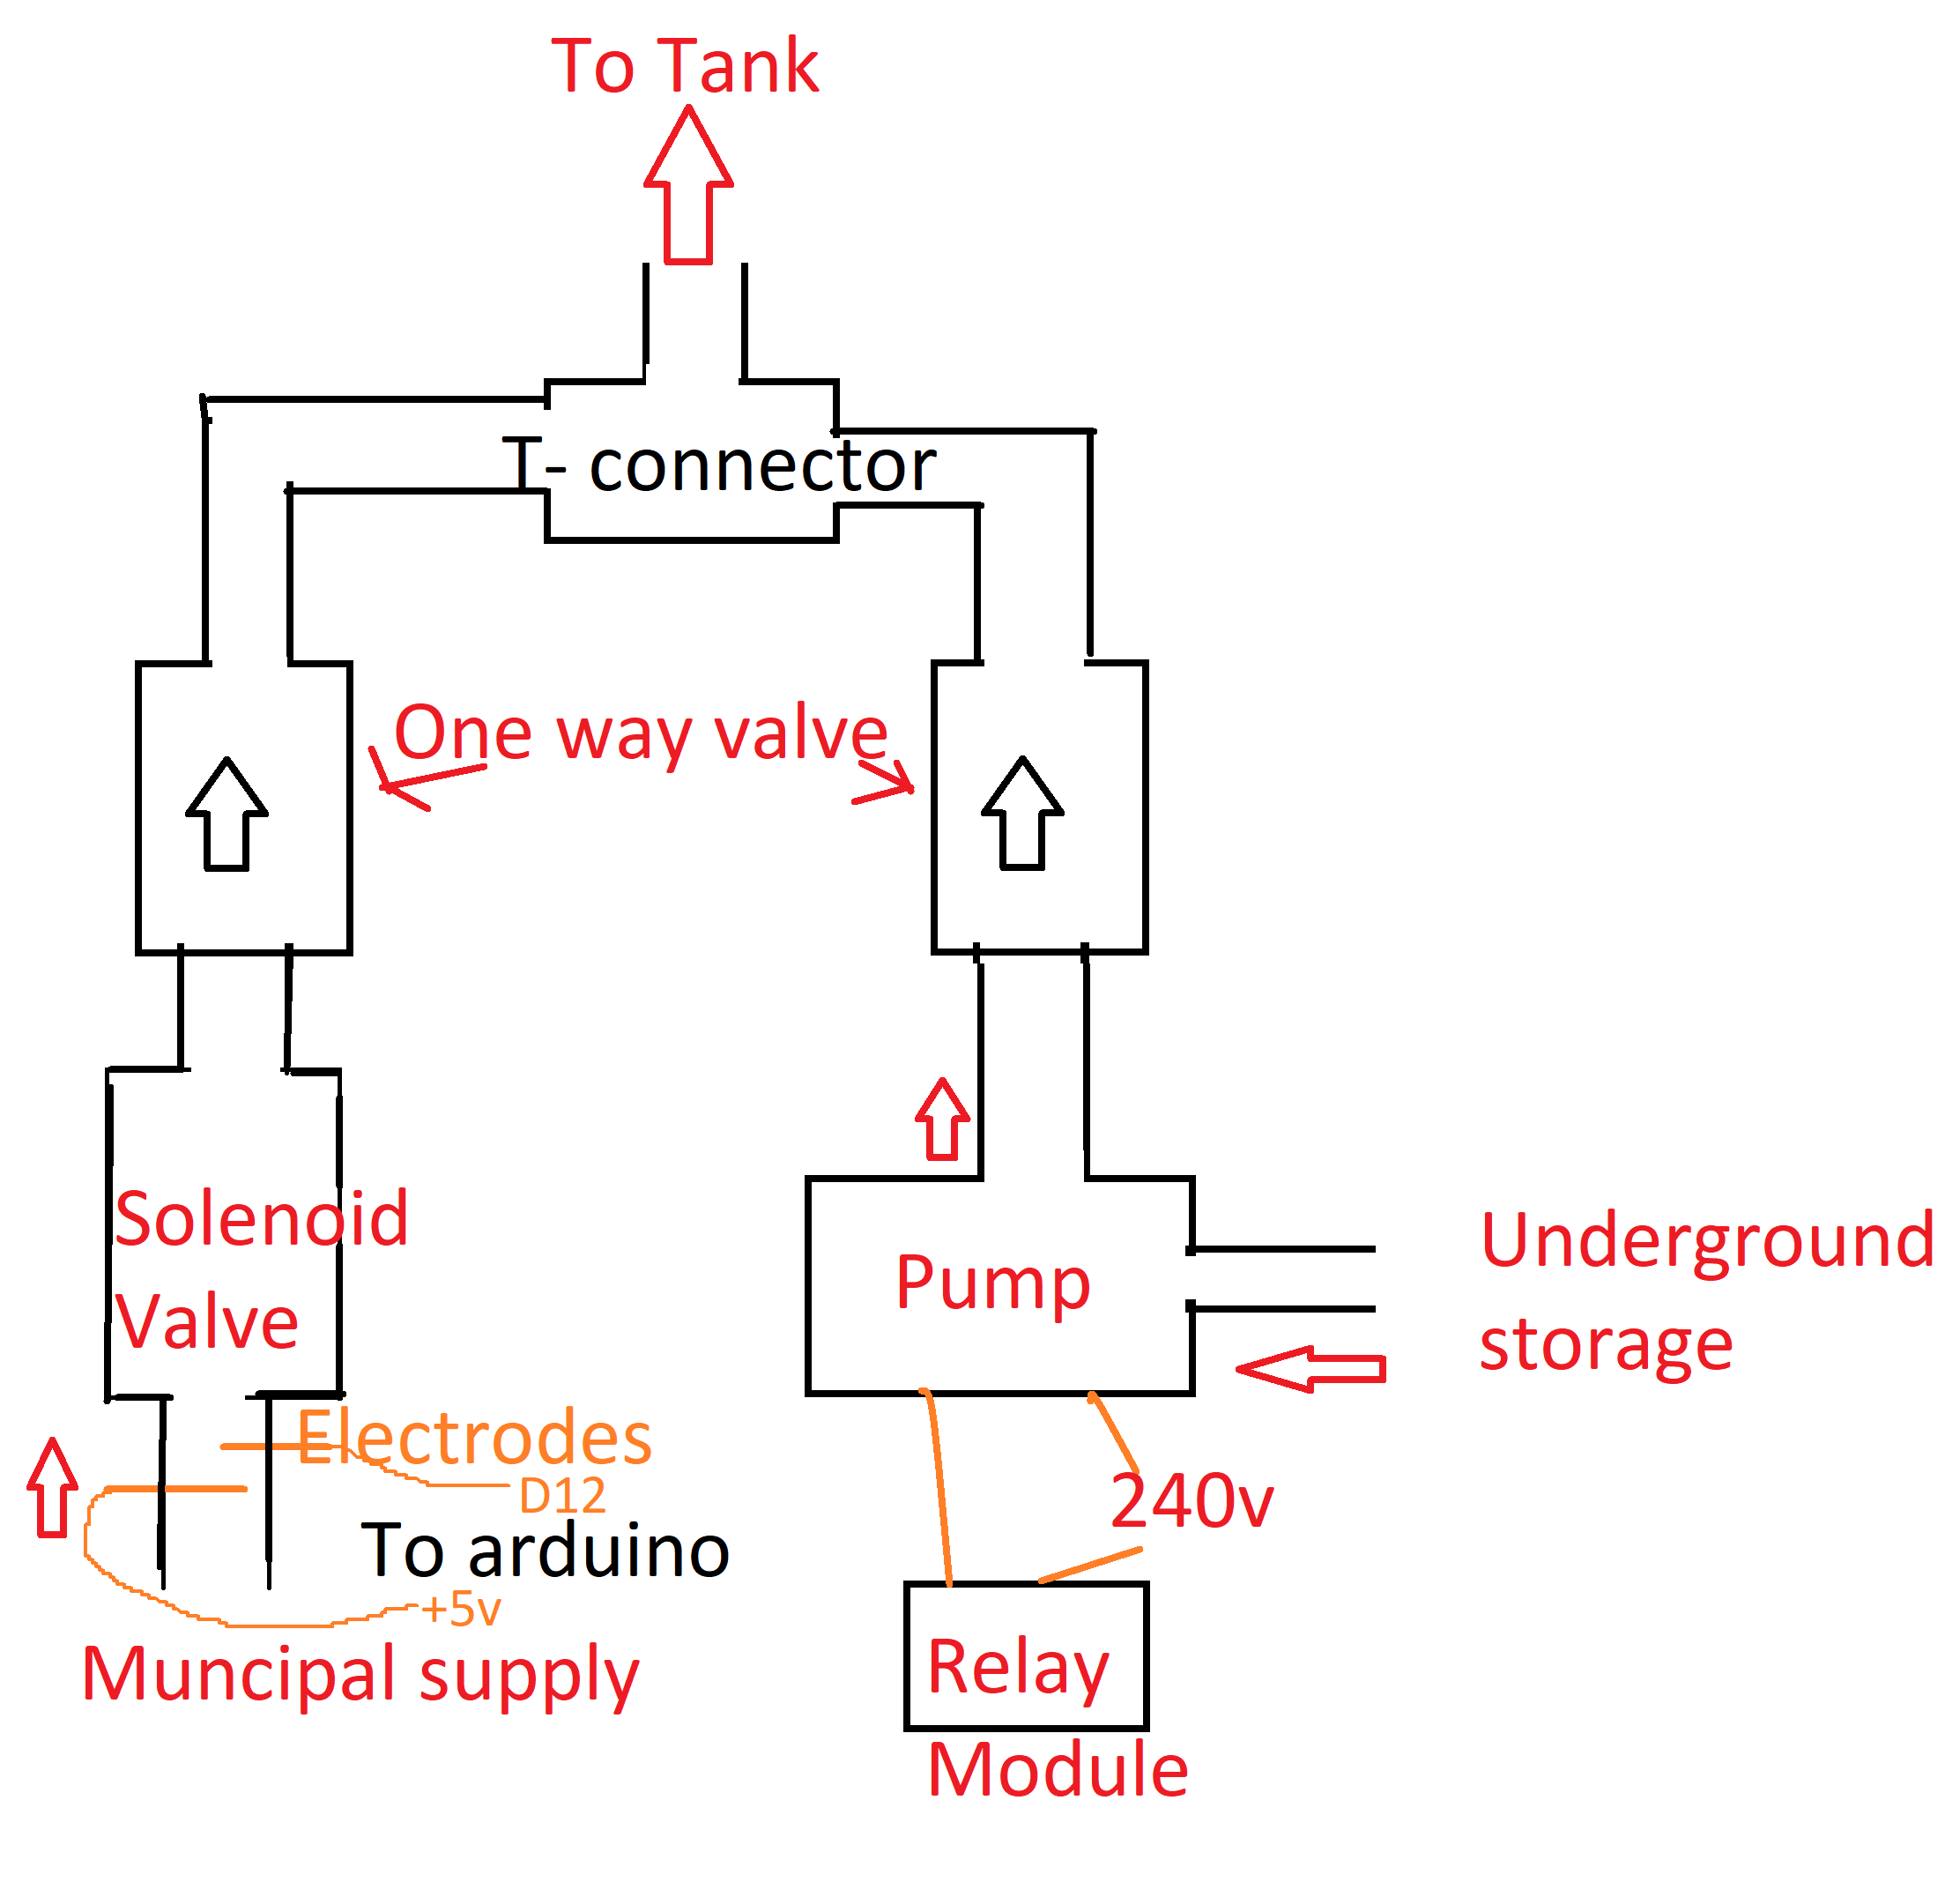 To Tank
T- connector
One way valve
Solenoid
Valve
Pump
Underground
storage
Electrodes
D12
240v
To arduino
+5v
Muncipal supply
Relay
Module